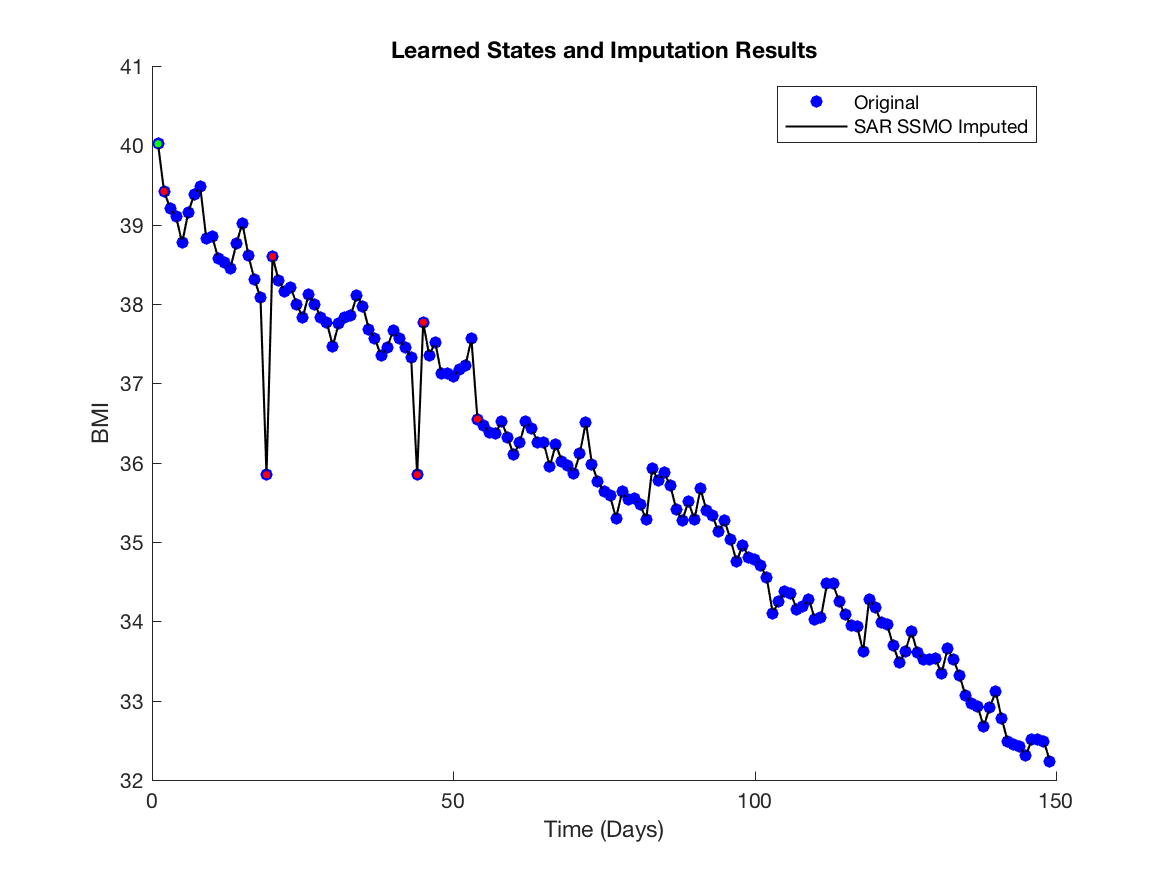 Learned States and Imputation Results
Original
SAR SSMO Imputed
41
40
39
38
37
36
35
34
33
32
BMI
0
50
100
150
Time (Days)